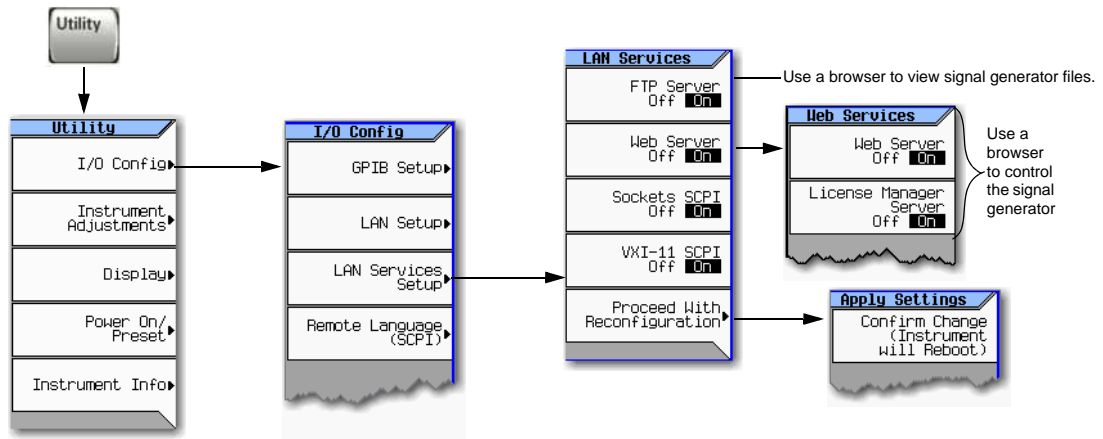 Utility
Utility
I/O Config
Instrument
Adjustments
Display
Power On/
Preset
Instrument Info
I/O Config
GPIB Setup
LAN Setup
LAN Services
Setup
Remote Language
(SCPI)
LAN Services
FTP Server
Off On
Web Server
Off On
Sockets SCPI
Off On
VXI-11 SCPI
Off On
Proceed With
Reconfiguration
Use a browser to view signal generator files.
Web Services
Web Server
Off On
License Manager
Server
Off On
Use a
browser
to control
the signal
generator
Apply Settings
Confirm Change
(Instrument
will Reboot)